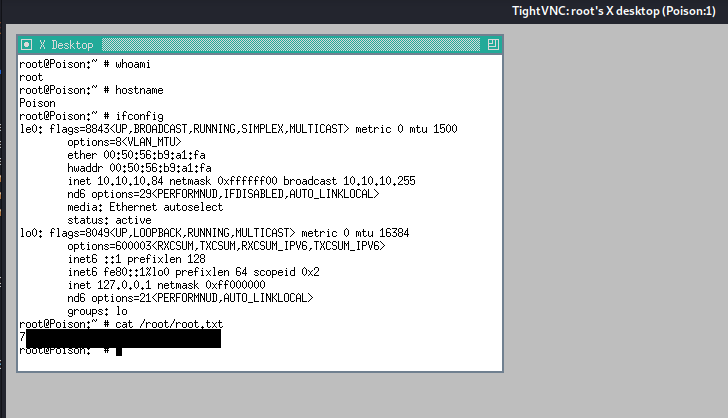 TightVNC: root's X desktop (Poison:1)
X Desktop
root@Poison:~ # whoami
root
root@Poison:~ # hostname
Poison
root@Poison:~ # ifconfig
le0: flags=8843<UP,BROADCAST,RUNNING,SIMPLEX,MULTICAST> metric 0 mtu 1500
options=8<VLAN_MTU>
ether 00:50:56:b9:a1:fa
hwaddr 00:50:56:b9:a1:fa
inet 10.10.10.84 netmask 0xffffff00 broadcast 10.10.10.255
nd6 options=29<PERFORMNUD,IFDISABLED,AUTO_LINKLOCAL>
media: Ethernet autoselect
status: active
lo0: flags=8049<UP,LOOPBACK,RUNNING,MULTICAST> metric 0 mtu 16384
options=600003<RXCSUM,TXCSUM,RXCSUM_IPV6,TXCSUM_IPV6>
inet6 ::1 prefixlen 128
inet6 fe80::1%lo0 prefixlen 64 scopeid 0x2
inet 127.0.0.1 netmask 0xff000000
nd6 options=21<PERFORMNUD,AUTO_LINKLOCAL>
groups: lo
root@Poison:~ # cat /root/root.txt
7
root@Poison:~ #